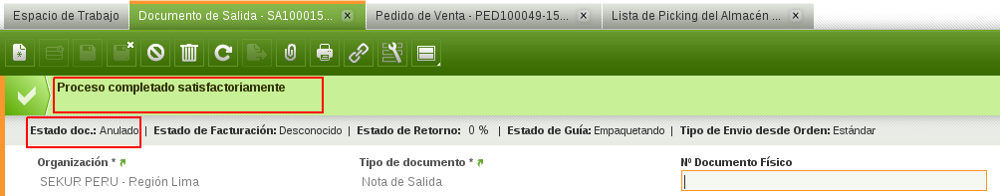 Espacio de Trabajo
Documento de Salida - SA100015...
Pedido de Venta - PED100049-15...
Lista de Picking del Almacén ...
Proceso completado satisfactoriamente
Estado doc.: Anulado | Estado de Facturación: Desconocido | Estado de Retorno: 0 % | Estado de Guía: Empaquetando | Tipo de Envio desde Orden: Estándar
Organización * Tipo de documento * Nº Documento Físico
SEKUR PERU - Región Lima Nota de Salida